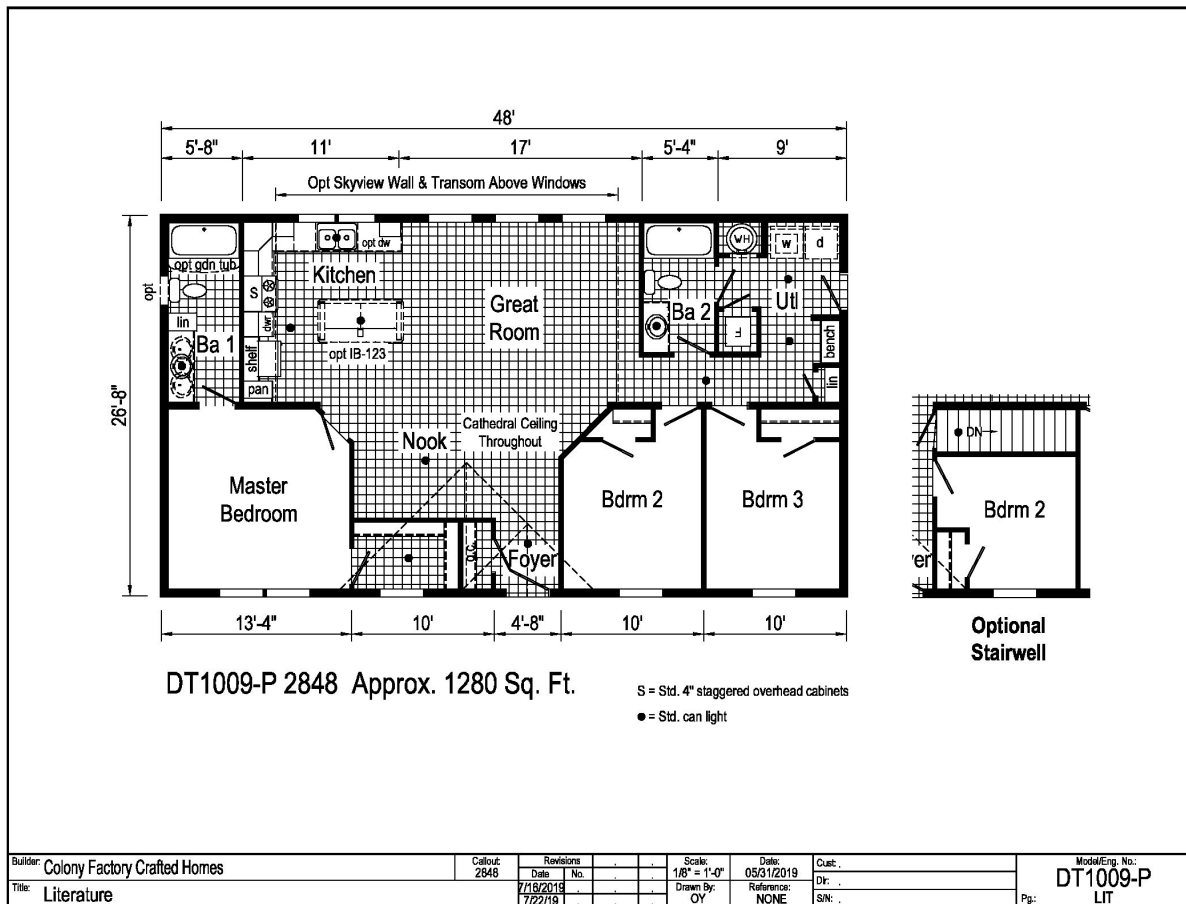 48'
5'-8" 11' 17' 5'-4" 9'
Opt Skyview Wall & Transom Above Windows
26'-8"
opt
opt gdn tub
lin
Ba 1
S
dwr
shelf
pan
opt dw
Kitchen
opt IB-123
Great
Room
Ba 2
WH
w
d
Utl
F
bench
lin
Nook
Cathedral Ceiling
Throughout
Master
Bedroom
Foyer
Bdrm 2
Bdrm 3
DN
Bdrm 2
yer
Optional
Stairwell
13'-4" 10' 4'-8" 10' 10'
DT1009-P 2848 Approx. 1280 Sq. Ft.
S = Std. 4" staggered overhead cabinets
● = Std. can light
Builder: Colony Factory Crafted Homes
Title: Literature
Callout:
2848
Revisions
Date No.
7/16/2019
7/22/19
Scale:
1/8" = 1'-0"
Drawn By:
OY
Date:
05/31/2019
Reference:
NONE
Cust.: .
Dir.: .
S/N: .
Model/Eng. No.:
DT1009-P
Pg.: LIT